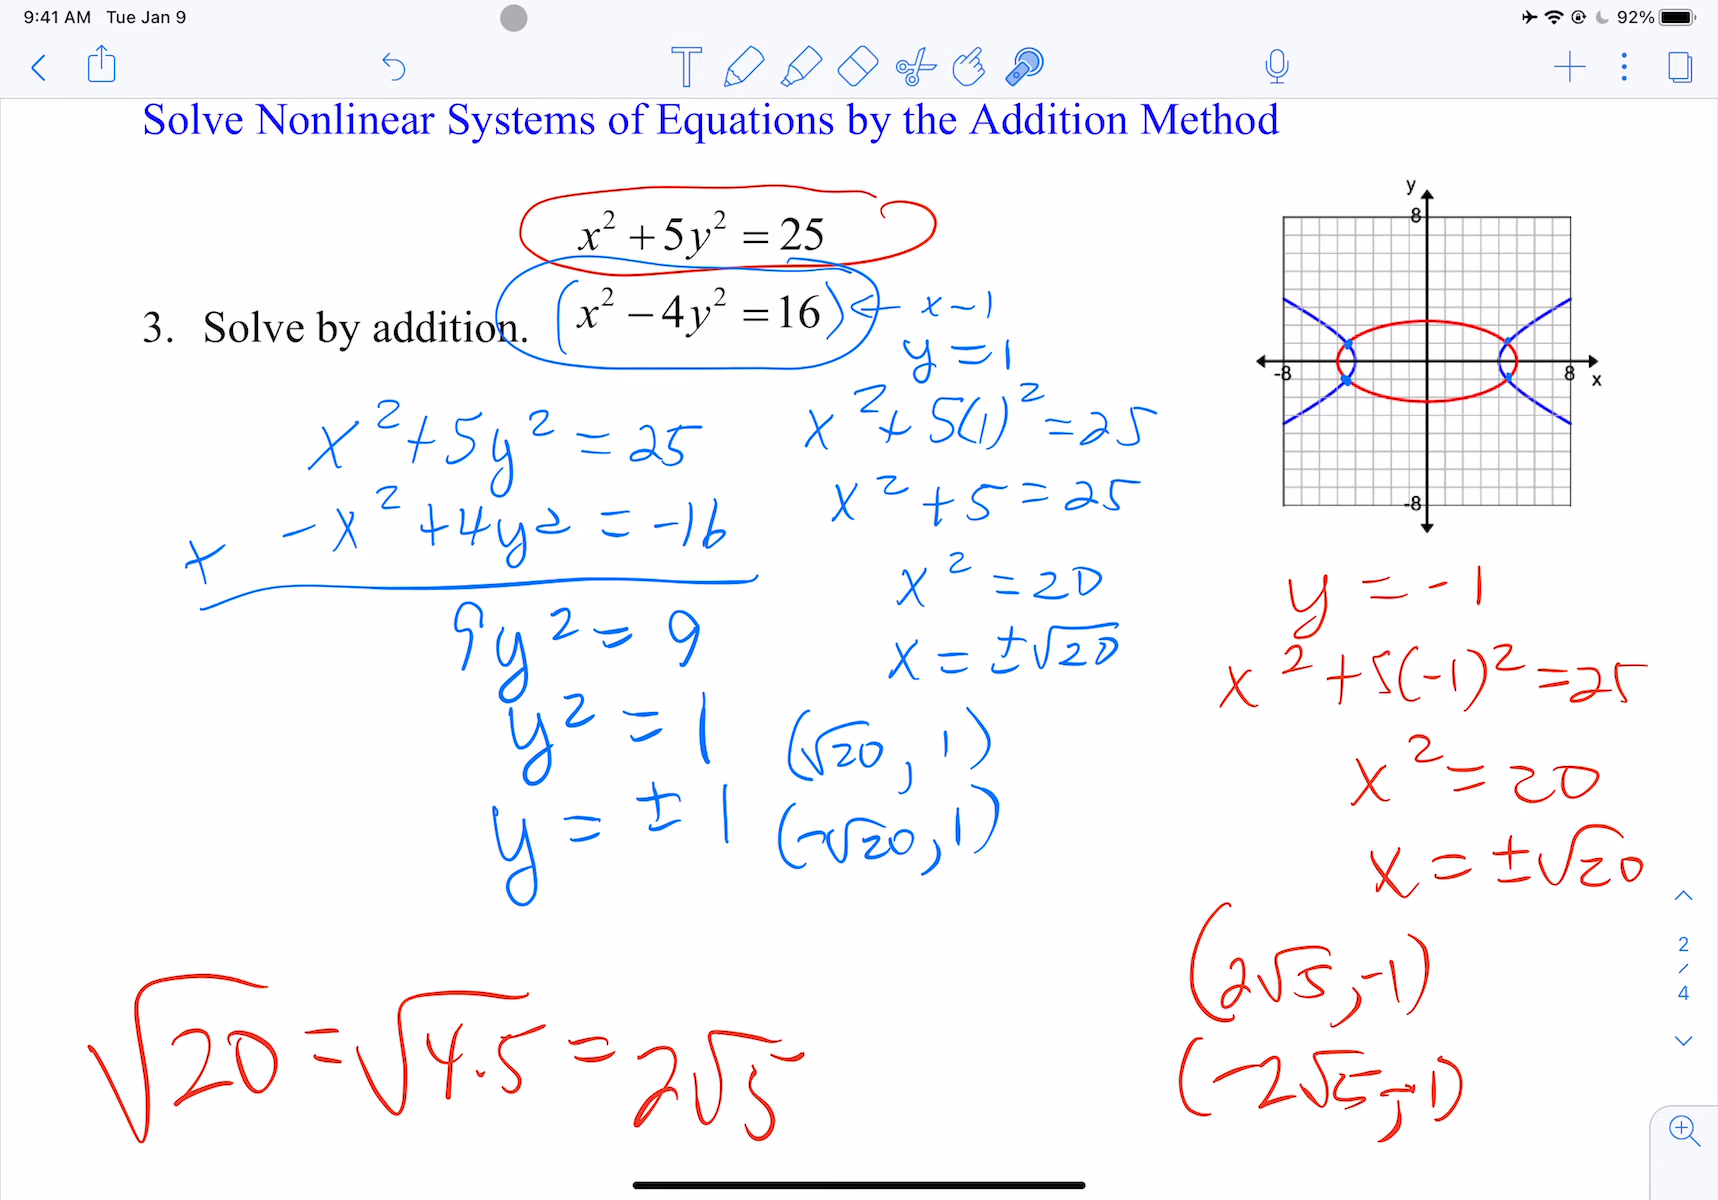 9:41 AM Tue Jan 9
92%
Solve Nonlinear Systems of Equations by the Addition Method
x² + 5y² = 25
3. Solve by addition. (x² − 4y² = 16) ← x −1
x² + 5y² = 25
−x² + 4y² = −16
+
9y² = 9
y² = 1
y = ± 1
y = 1
x² + 5(1)² = 25
x² + 5 = 25
x² = 20
x = ±√20
(√20, 1)
(−√20, 1)
y
8
-8
8
x
-8
y = −1
x² + 5(−1)² = 25
x² = 20
x = ±√20
(2√5, −1)
(−2√5, −1)
√20 = √4.5 = 2√5
2
/
4